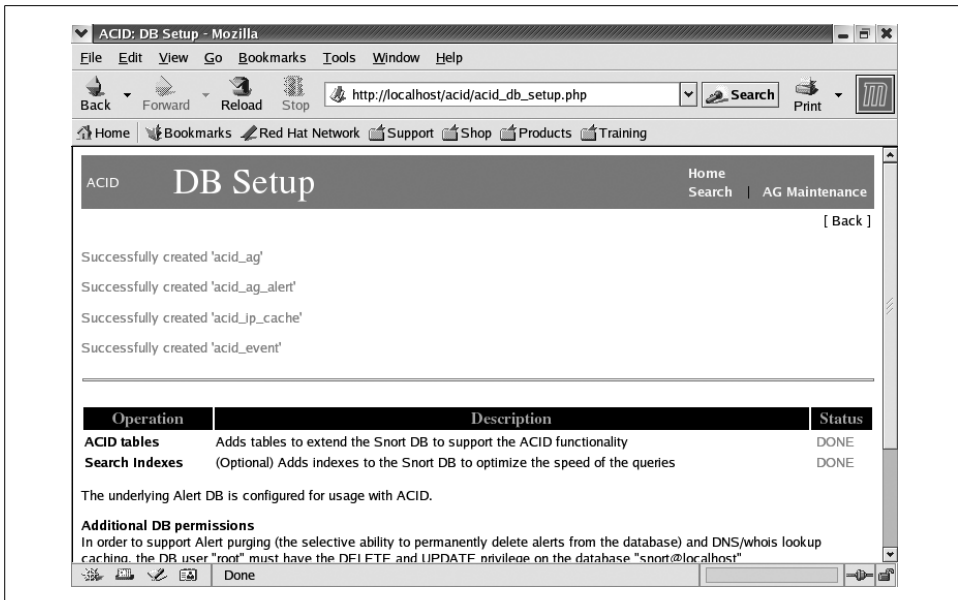 ACID: DB Setup - Mozilla
File Edit View Go Bookmarks Tools Window Help
Back Forward Reload Stop http://localhost/acid/acid_db_setup.php Search Print
Home Bookmarks Red Hat Network Support Shop Products Training
ACID DB Setup Home
Search | AG Maintenance
[ Back ]
Successfully created 'acid_ag'
Successfully created 'acid_ag_alert'
Successfully created 'acid_ip_cache'
Successfully created 'acid_event'
Operation Description Status
ACID tables Adds tables to extend the Snort DB to support the ACID functionality DONE
Search Indexes (Optional) Adds indexes to the Snort DB to optimize the speed of the queries DONE
The underlying Alert DB is configured for usage with ACID.
Additional DB permissions
In order to support Alert purging (the selective ability to permanently delete alerts from the database) and DNS/whois lookup
caching, the DB user "root" must have the DELETE and UPDATE privilege on the database "snort@localhost"
Done